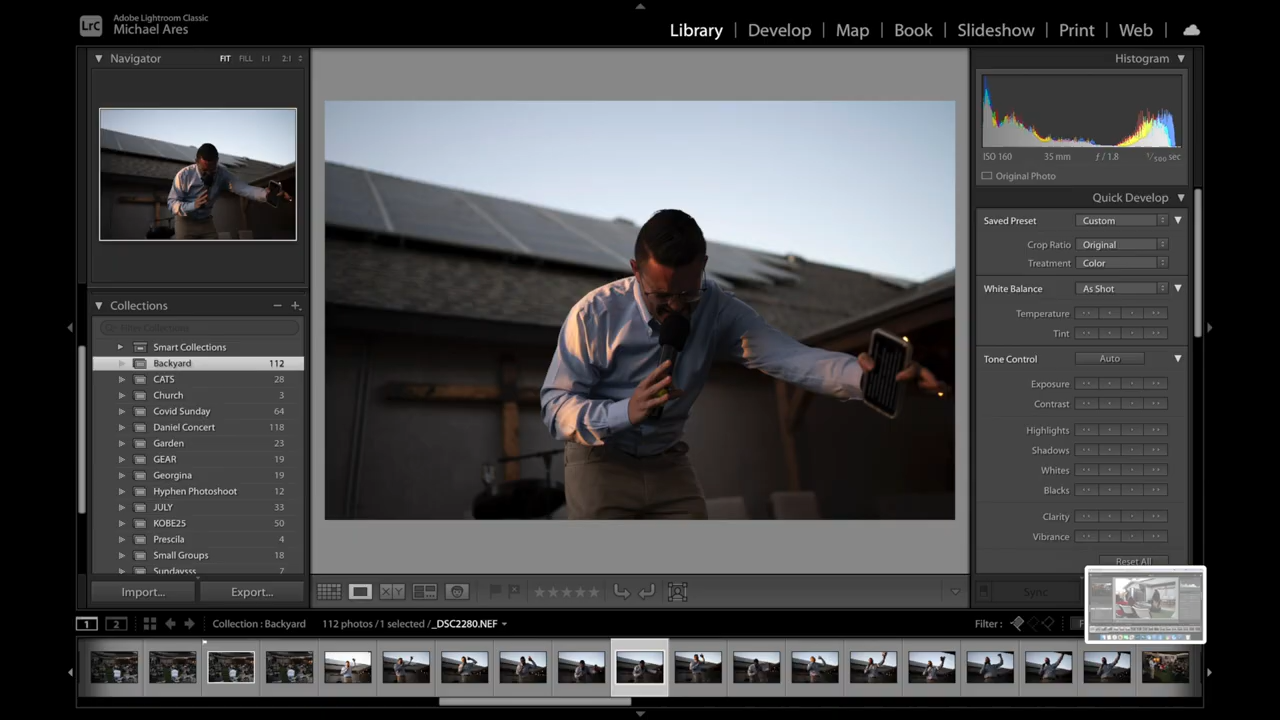 LrC
Adobe Lightroom Classic
Michael Ares
Library | Develop | Map | Book | Slideshow | Print | Web |
Navigator FIT FILL 1:1 2:1
Histogram
ISO 160 35 mm ƒ / 1.8 1/500 sec
Original Photo
Quick Develop
Saved Preset Custom
Crop Ratio Original
Treatment Color
White Balance As Shot
Temperature
Tint
Tone Control Auto
Exposure
Contrast
Highlights
Shadows
Whites
Blacks
Clarity
Vibrance
Reset All
Sync
Collections
Filter Collections
Smart Collections
Backyard 112
CATS 28
Church 3
Covid Sunday 64
Daniel Concert 118
Garden 23
GEAR 19
Georgina 19
Hyphen Photoshoot 12
JULY 33
KOBE25 50
Prescila 4
Small Groups 18
Sundaysss 7
Import... Export...
XY
1 2 Collection : Backyard 112 photos / 1 selected / _DSC2280.NEF Filter :